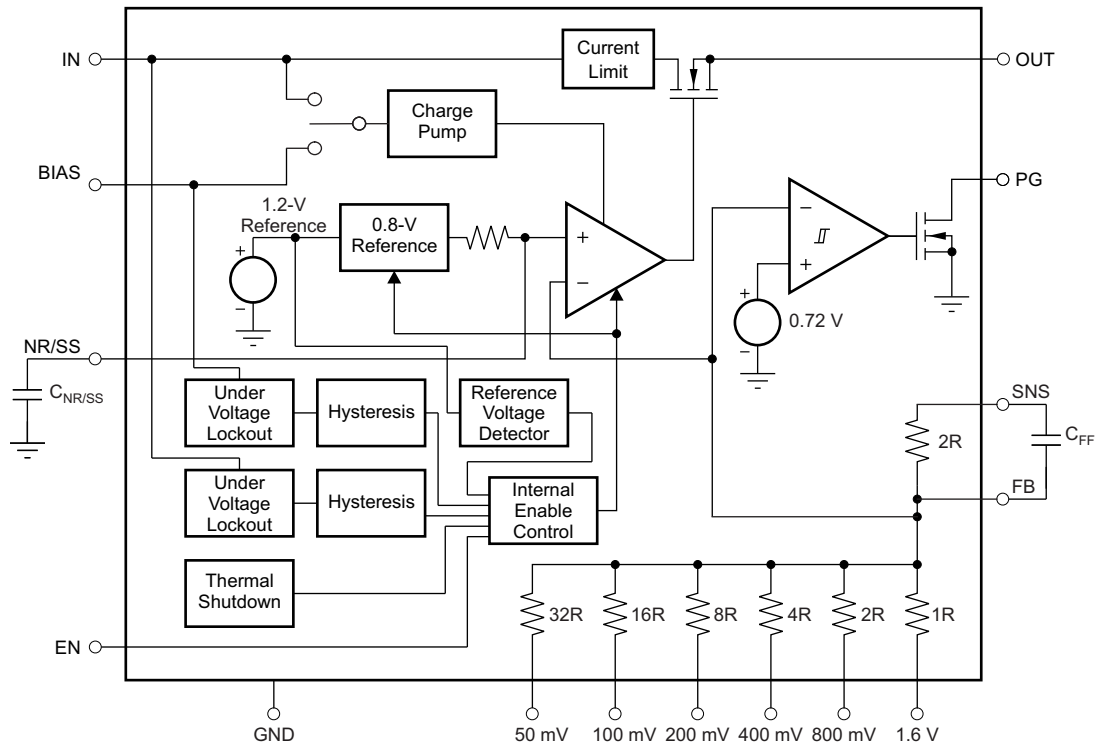 IN
Current
Limit
OUT
Charge
Pump
BIAS
PG
1.2-V
Reference
0.8-V
Reference
+
−
+
−
−
+
+
−
0.72 V
NR/SS
CNR/SS
Under
Voltage
Lockout
Hysteresis
Reference
Voltage
Detector
SNS
2R
CFF
FB
Under
Voltage
Lockout
Hysteresis
Internal
Enable
Control
Thermal
Shutdown
32R
16R
8R
4R
2R
1R
EN
GND
50 mV
100 mV
200 mV
400 mV
800 mV
1.6 V